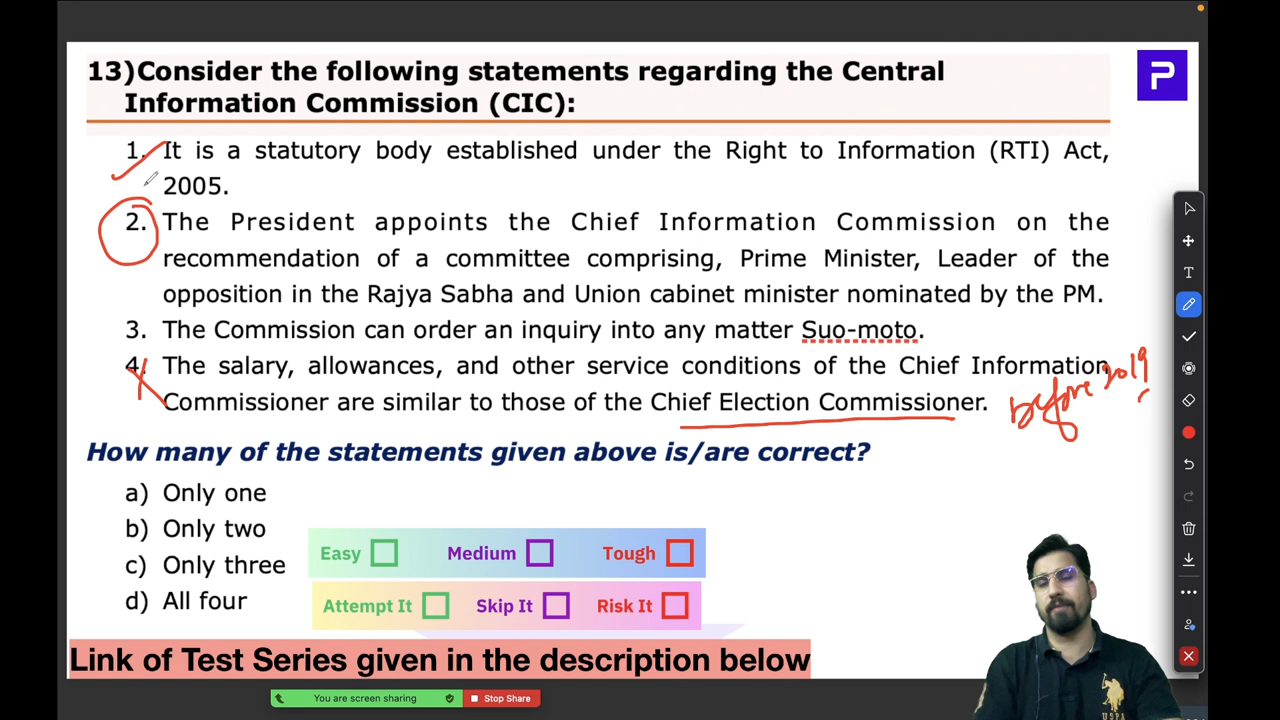 13)Consider the following statements regarding the Central
Information Commission (CIC):
P
1. It is a statutory body established under the Right to Information (RTI) Act,
2005.
2. The President appoints the Chief Information Commission on the
recommendation of a committee comprising, Prime Minister, Leader of the
opposition in the Rajya Sabha and Union cabinet minister nominated by the PM.
3. The Commission can order an inquiry into any matter Suo-moto.
4. The salary, allowances, and other service conditions of the Chief Information
Commissioner are similar to those of the Chief Election Commissioner.
before 2019
How many of the statements given above is/are correct?
a) Only one
b) Only two
c) Only three
d) All four
Easy Medium Tough
Attempt It Skip It Risk It
Link of Test Series given in the description below
You are screen sharing Stop Share
T
USPA